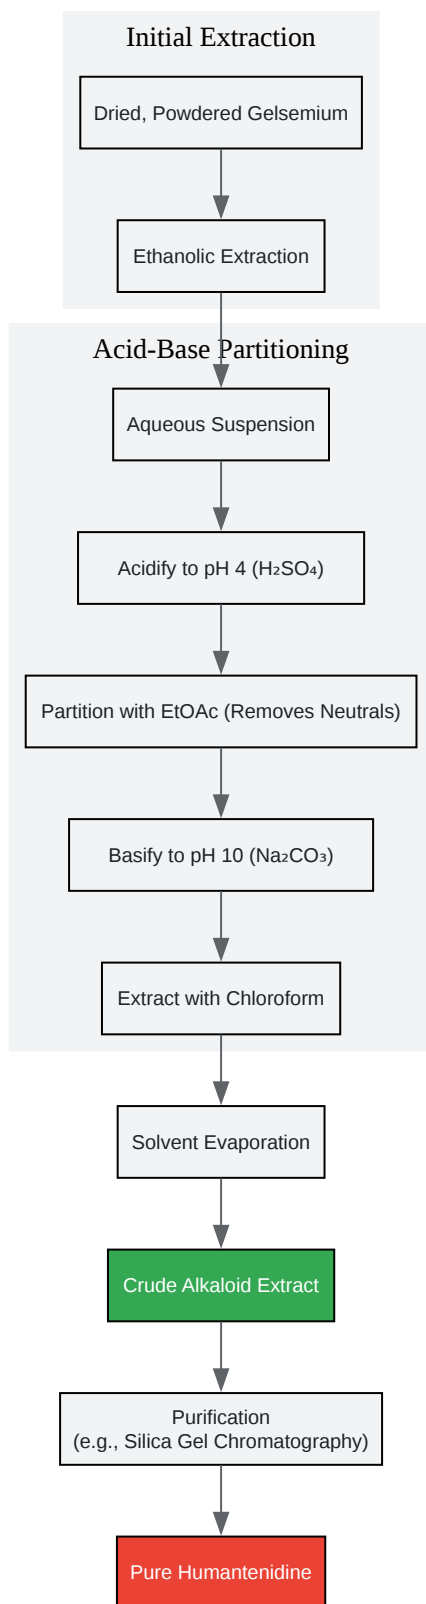 Initial Extraction
Dried, Powdered Gelsemium
Ethanolic Extraction
Acid-Base Partitioning
Aqueous Suspension
Acidify to pH 4 (H₂SO₄)
Partition with EtOAc (Removes Neutrals)
Basify to pH 10 (Na₂CO₃)
Extract with Chloroform
Solvent Evaporation
Crude Alkaloid Extract
Purification
(e.g., Silica Gel Chromatography)
Pure Humantenidine